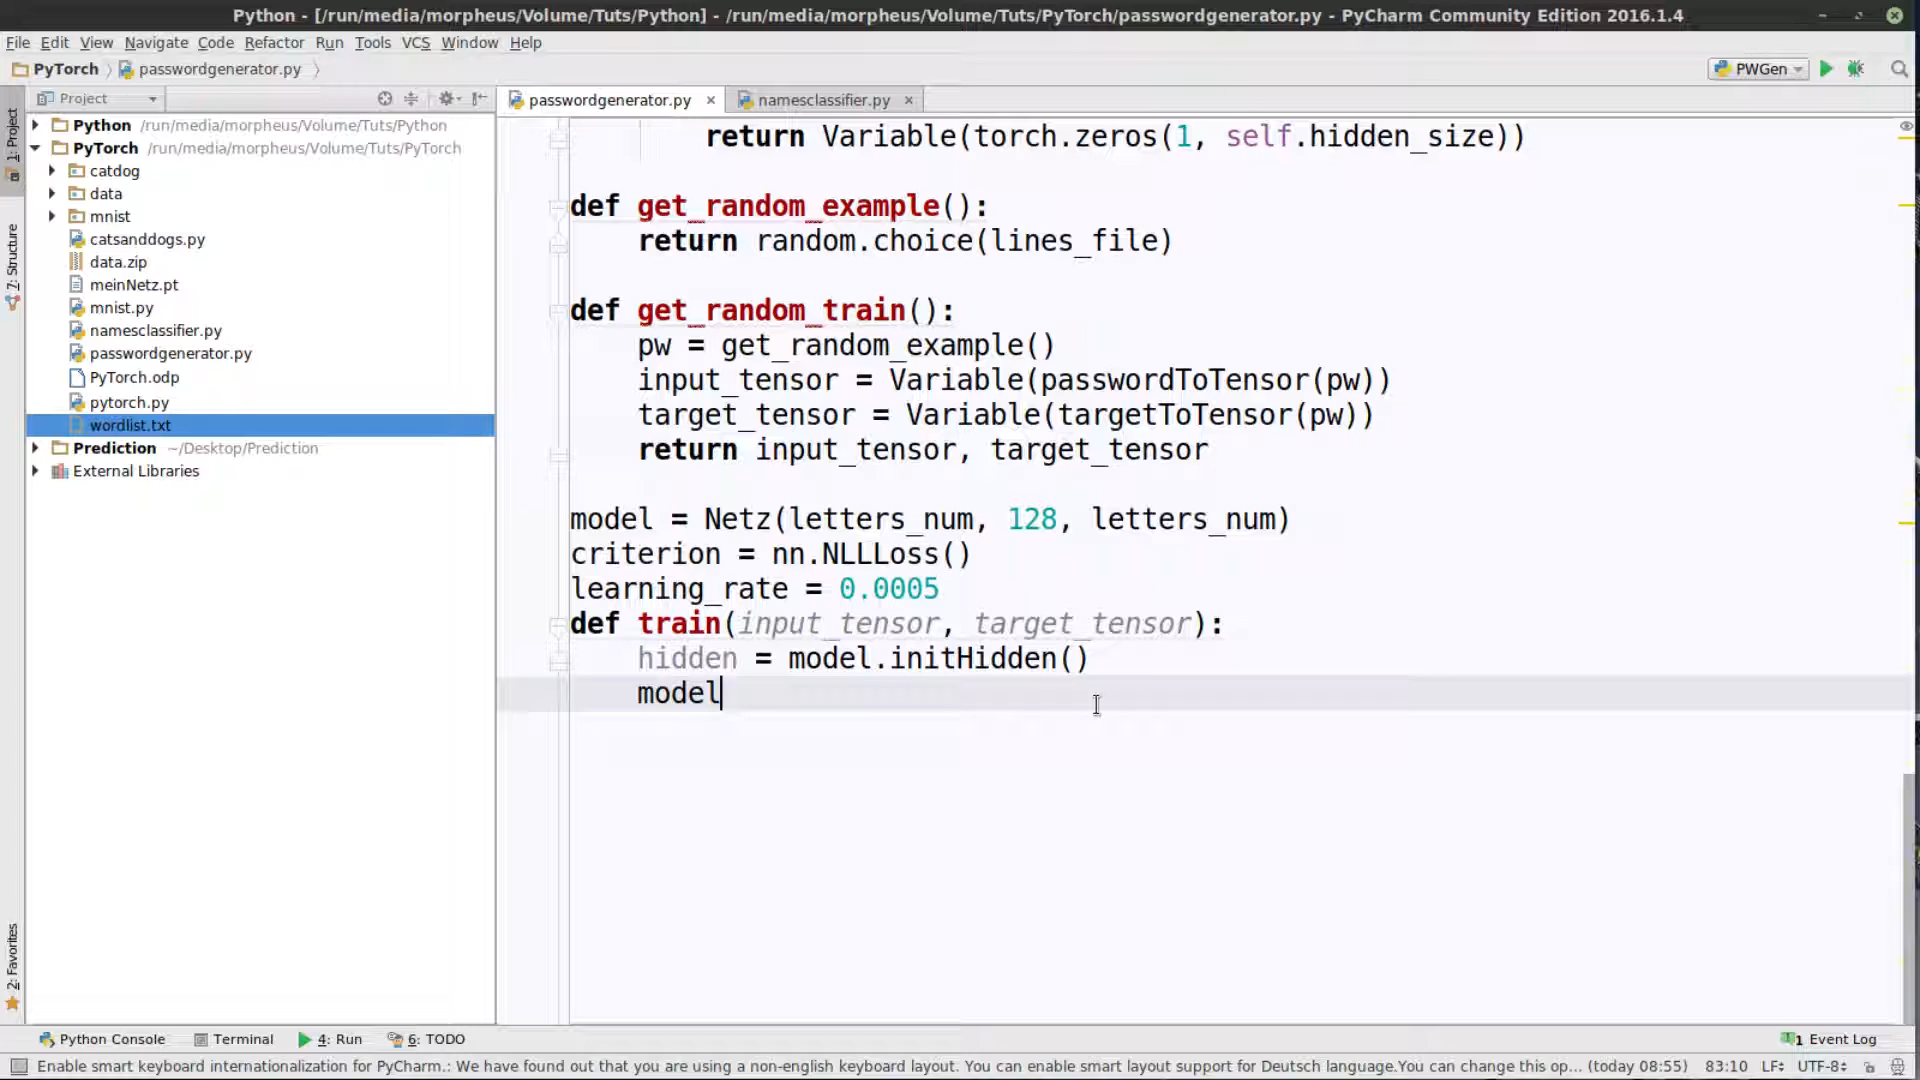 Python - [/run/media/morpheus/Volume/Tuts/Python] - /run/media/morpheus/Volume/Tuts/PyTorch/passwordgenerator.py - PyCharm Community Edition 2016.1.4
File Edit View Navigate Code Refactor Run Tools VCS Window Help
PyTorch passwordgenerator.py PWGen
Project
passwordgenerator.py namesclassifier.py
1: Project
7: Structure
2: Favorites
Python /run/media/morpheus/Volume/Tuts/Python
PyTorch /run/media/morpheus/Volume/Tuts/PyTorch
catdog
data
mnist
catsanddogs.py
data.zip
meinNetz.pt
mnist.py
namesclassifier.py
passwordgenerator.py
PyTorch.odp
pytorch.py
wordlist.txt
Prediction ~/Desktop/Prediction
External Libraries
return Variable(torch.zeros(1, self.hidden_size))
def get_random_example():
return random.choice(lines_file)
def get_random_train():
pw = get_random_example()
input_tensor = Variable(passwordToTensor(pw))
target_tensor = Variable(targetToTensor(pw))
return input_tensor, target_tensor
model = Netz(letters_num, 128, letters_num)
criterion = nn.NLLLoss()
learning_rate = 0.0005
def train(input_tensor, target_tensor):
hidden = model.initHidden()
model
Python Console Terminal 4: Run 6: TODO 1 Event Log
Enable smart keyboard internationalization for PyCharm.: We have found out that you are using a non-english keyboard layout. You can enable smart layout support for Deutsch language.You can change this op... (today 08:55) 83:10 LF UTF-8